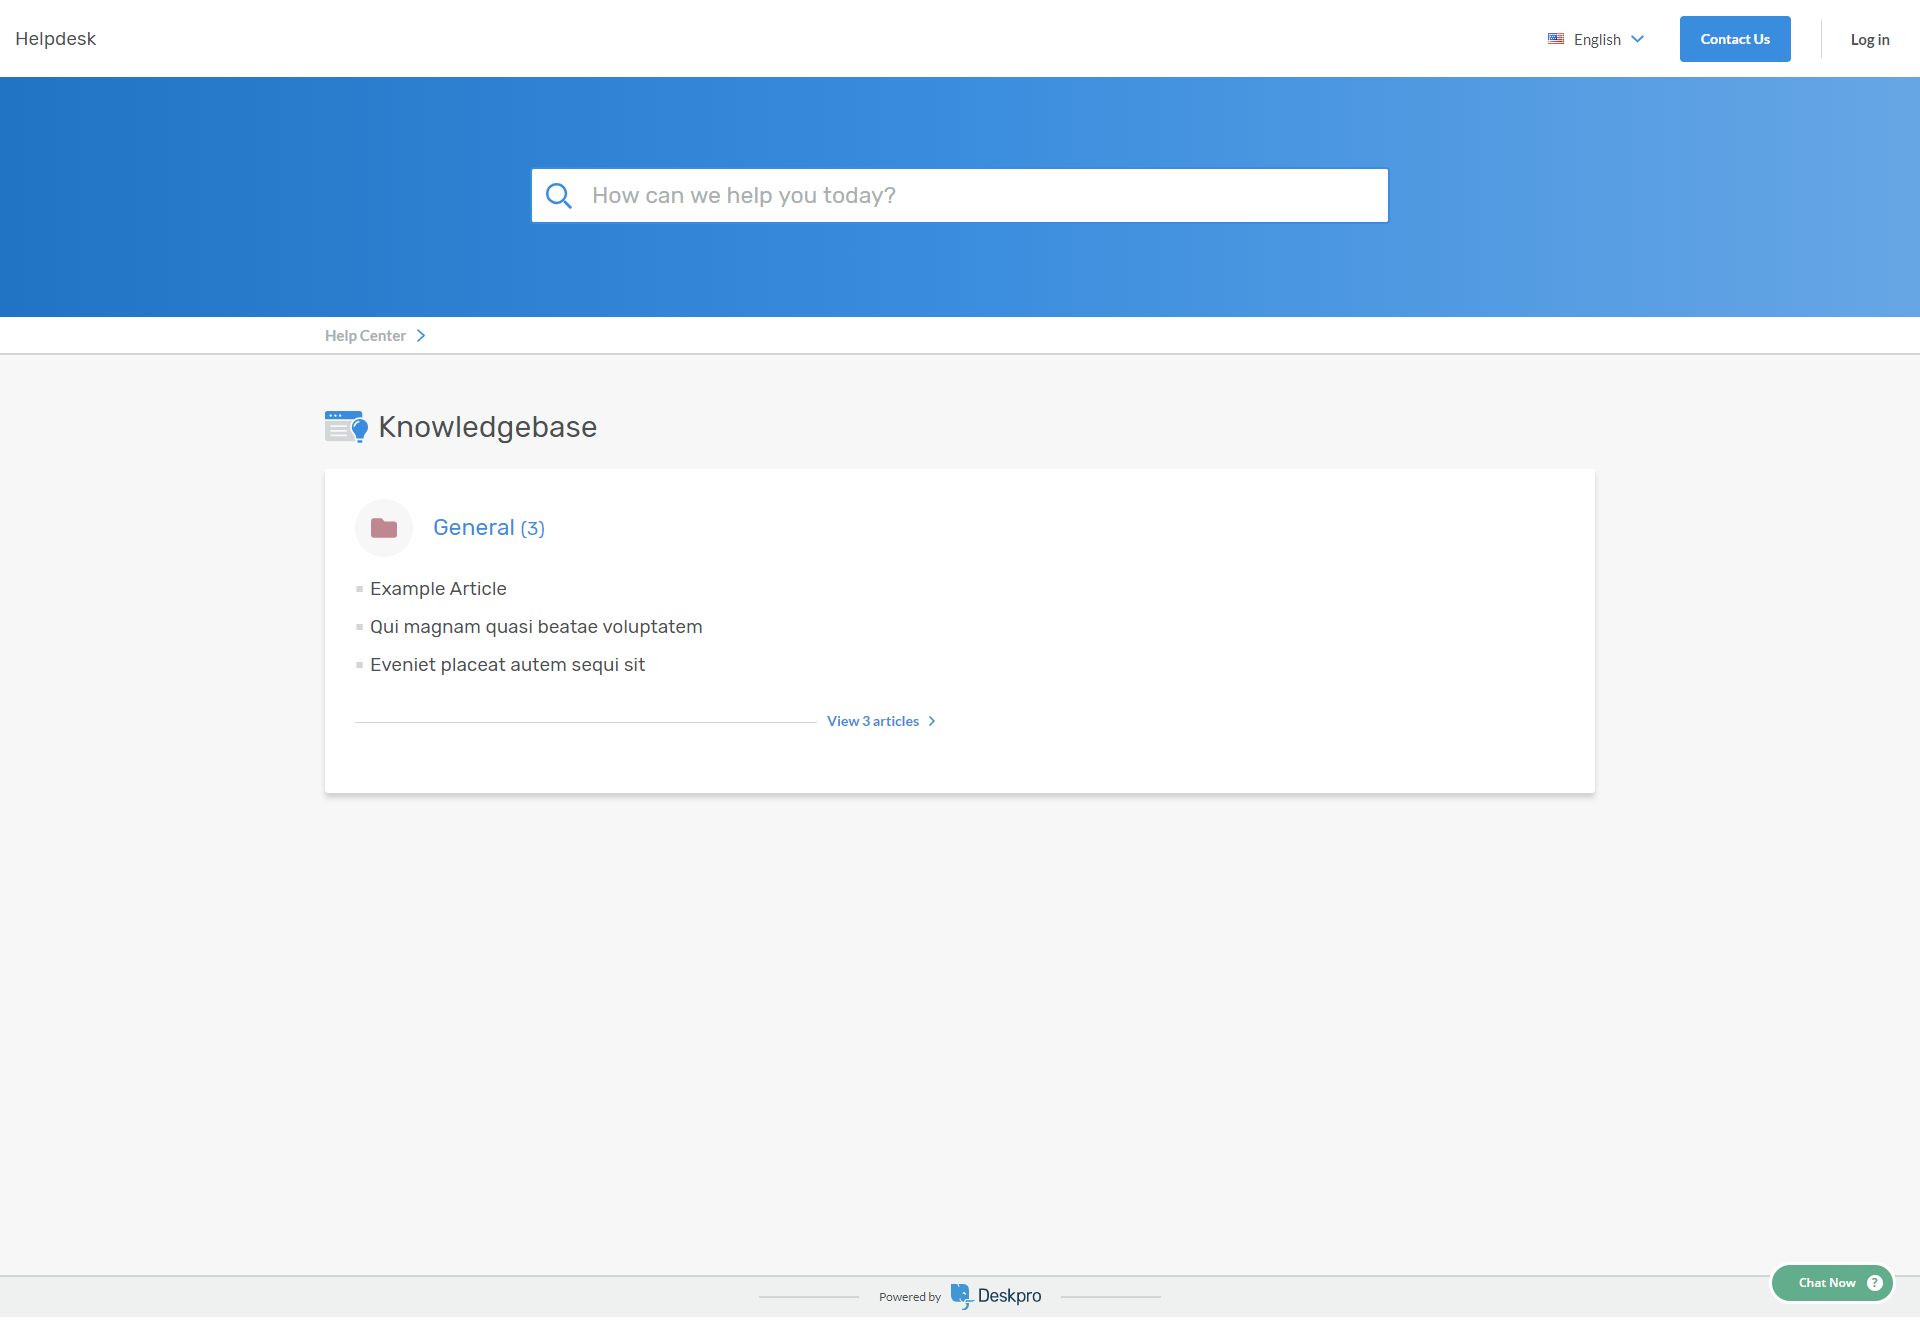 Helpdesk
English
Contact Us
Log in
How can we help you today?
Help Center
Knowledgebase
General (3)
Example Article
Qui magnam quasi beatae voluptatem
Eveniet placeat autem sequi sit
View 3 articles
Powered by Deskpro
Chat Now ?